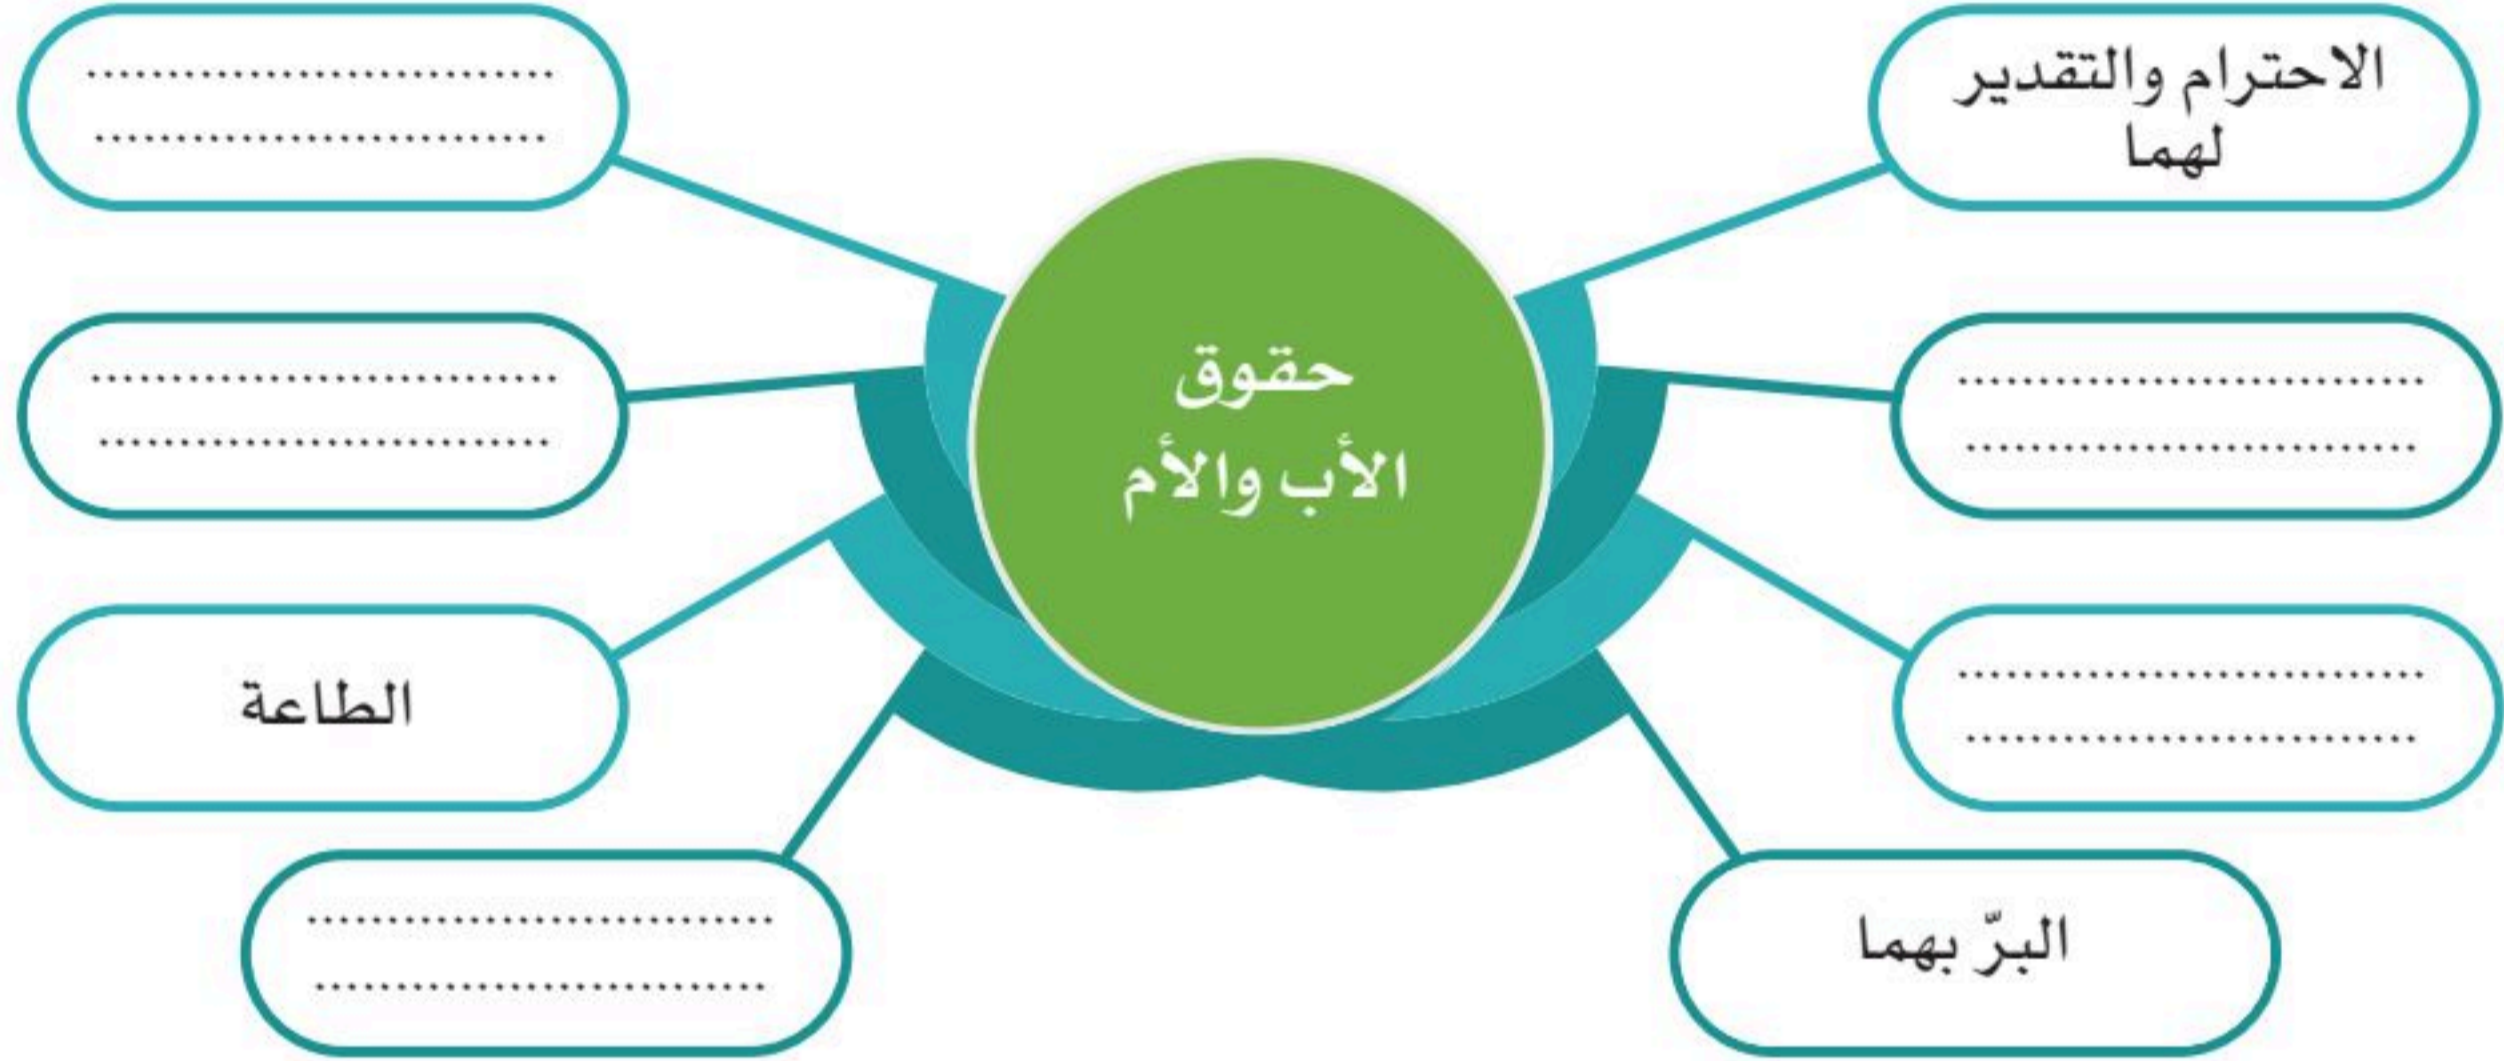 الاحترام والتقدير
لهما
حقوق
الأب والأم
الطاعة
البرّ بهما